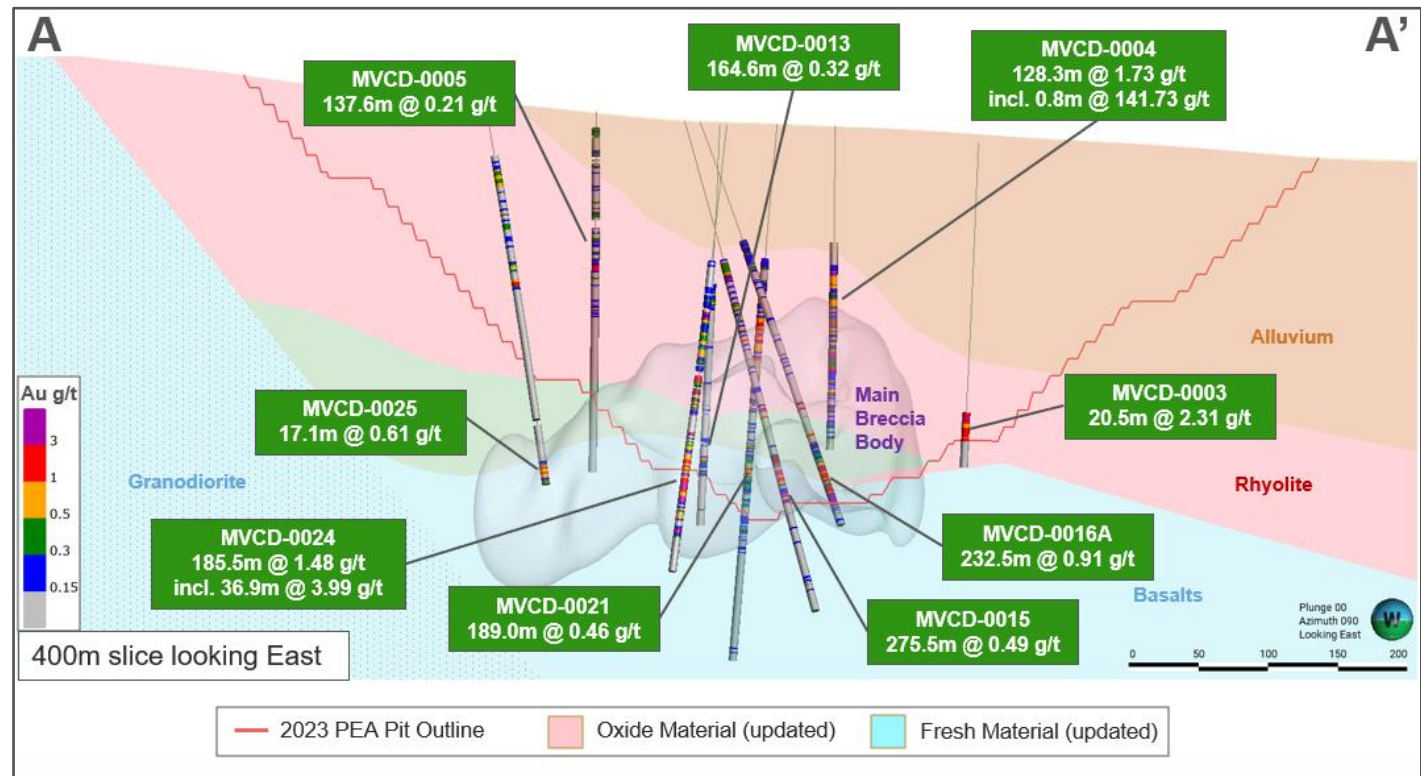 A
A’
MVCD-0005
137.6m @ 0.21 g/t
MVCD-0013
164.6m @ 0.32 g/t
MVCD-0004
128.3m @ 1.73 g/t
incl. 0.8m @ 141.73 g/t
Alluvium
Au g/t
3
1
0.5
0.3
0.15
MVCD-0025
17.1m @ 0.61 g/t
Main
Breccia
Body
MVCD-0003
20.5m @ 2.31 g/t
Granodiorite
Rhyolite
MVCD-0024
185.5m @ 1.48 g/t
incl. 36.9m @ 3.99 g/t
MVCD-0016A
232.5m @ 0.91 g/t
MVCD-0021
189.0m @ 0.46 g/t
MVCD-0015
275.5m @ 0.49 g/t
Basalts
Plunge 00
Azimuth 090
Looking East
W
0 50 100 150 200
400m slice looking East
2023 PEA Pit Outline
Oxide Material (updated)
Fresh Material (updated)